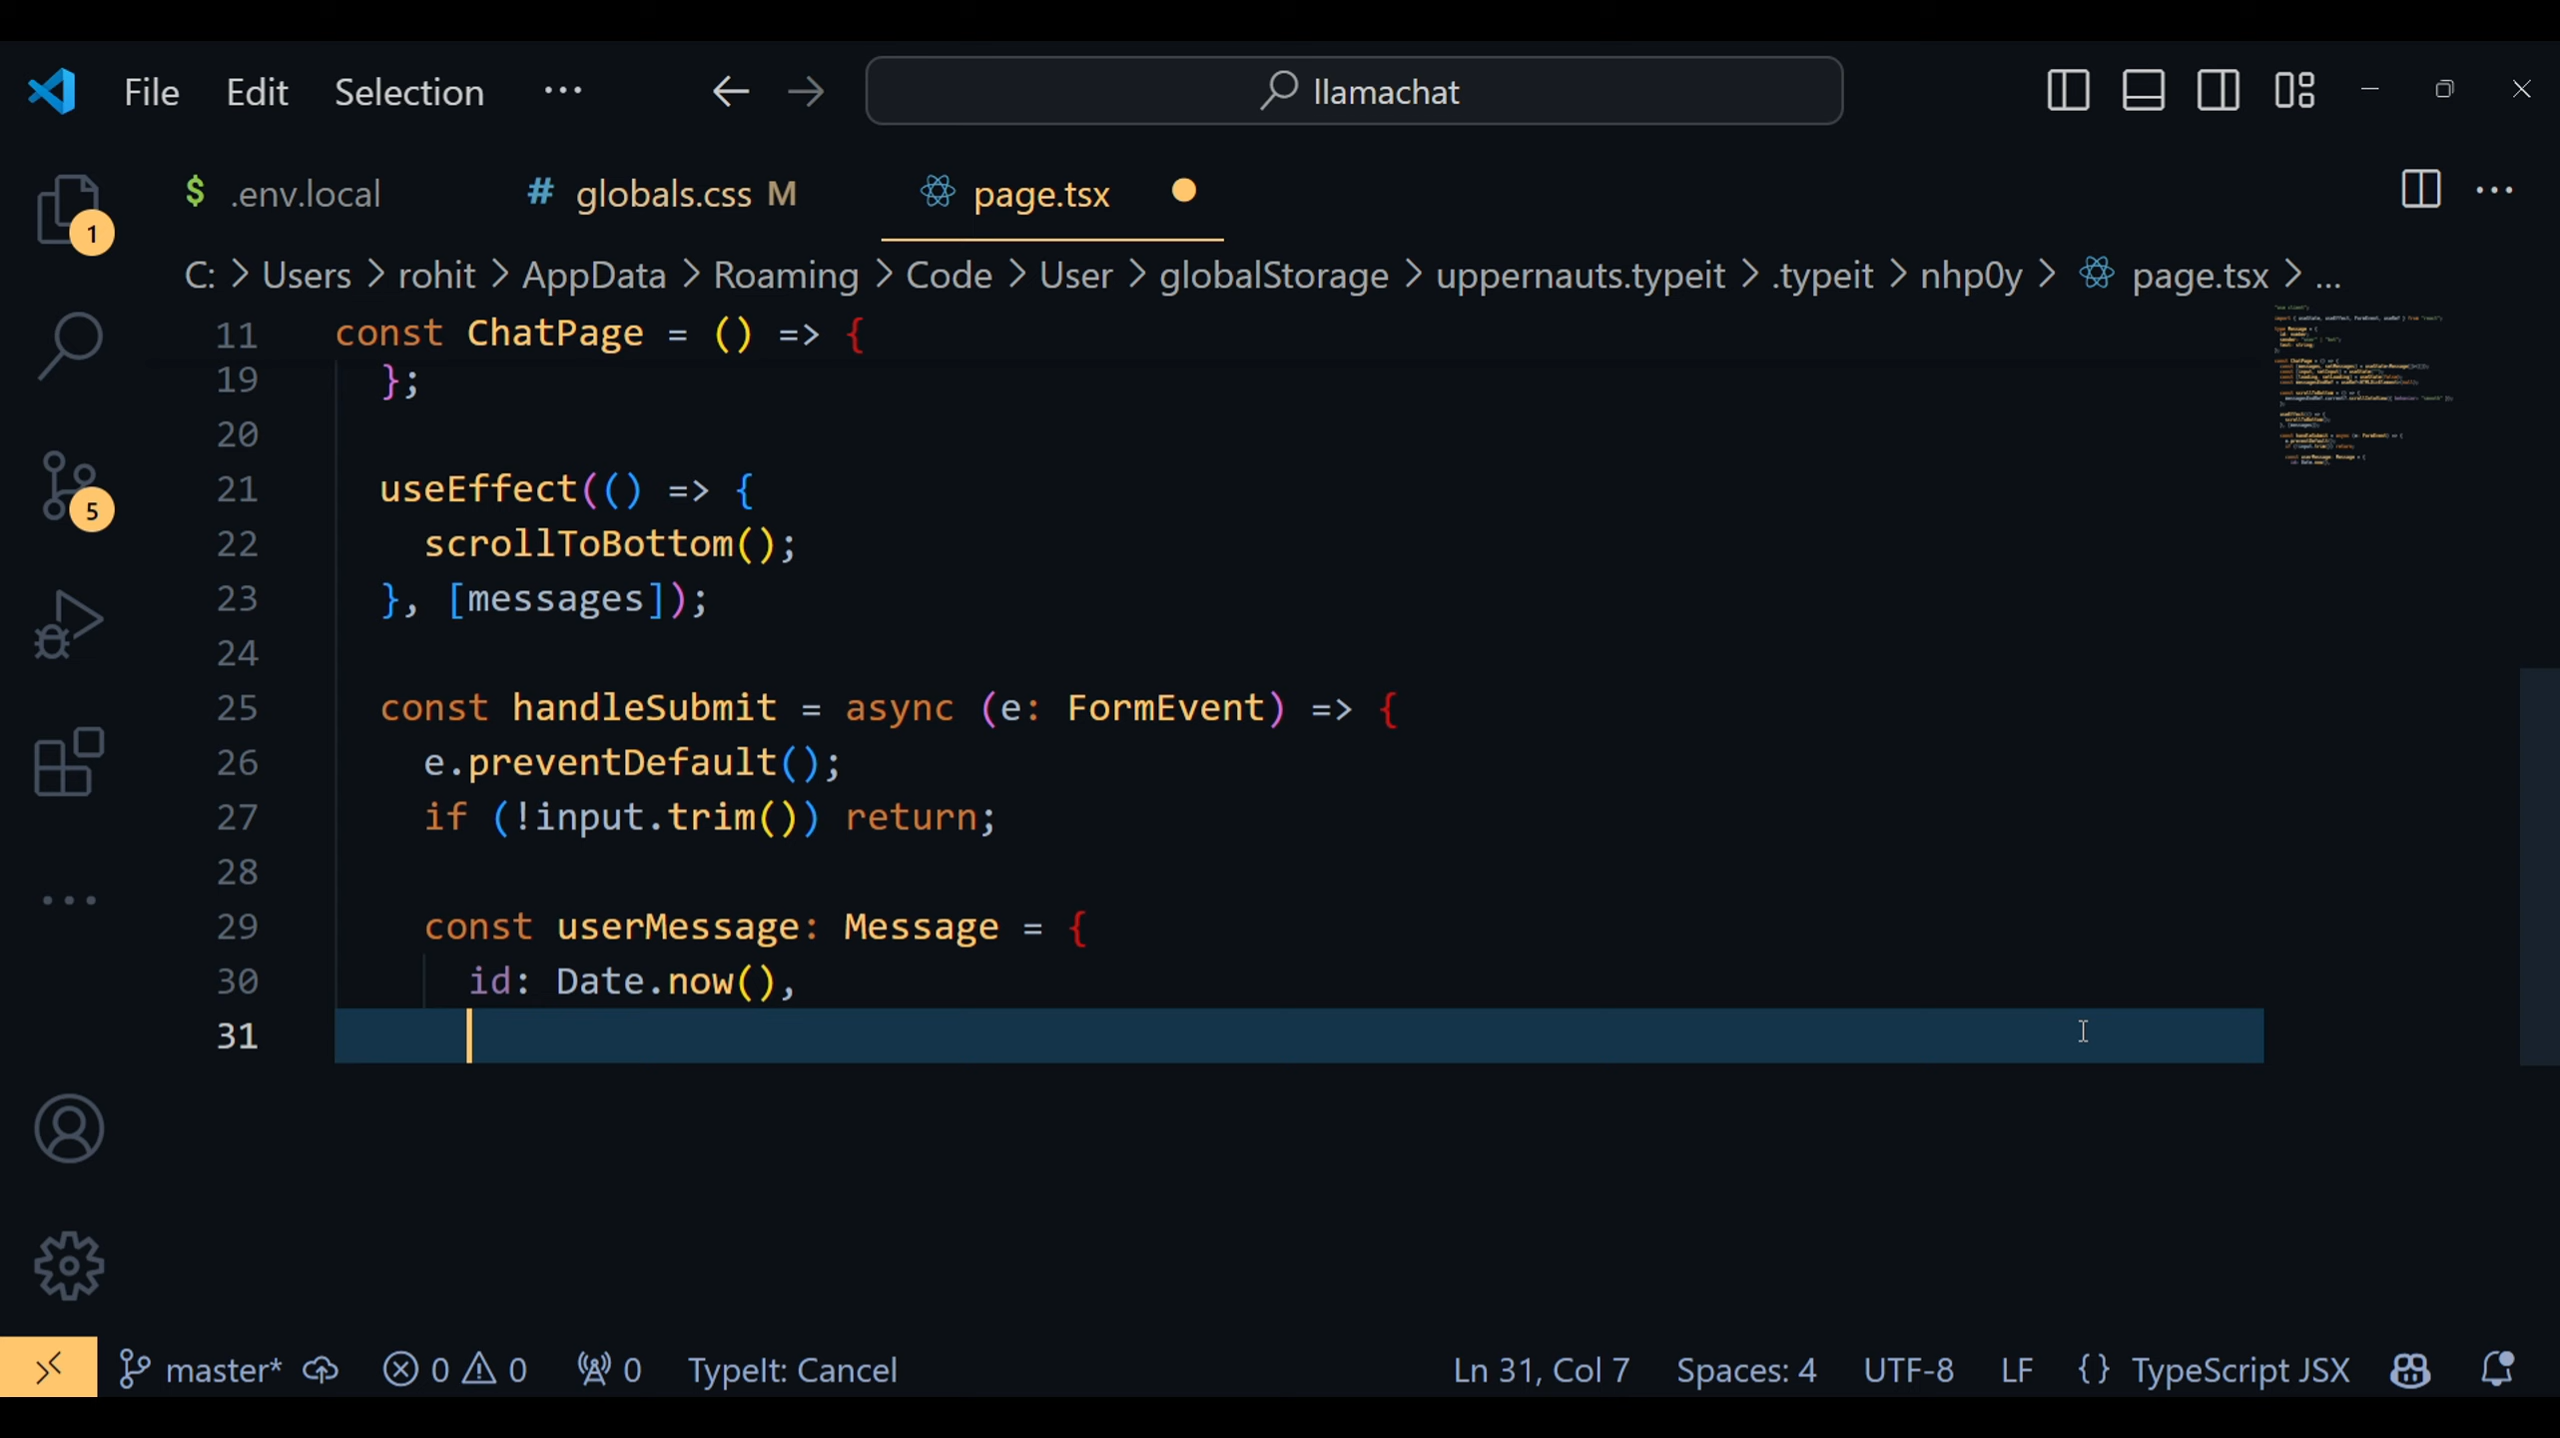 File Edit Selection ··· llamachat
$ .env.local # globals.css M page.tsx
1
C: > Users > rohit > AppData > Roaming > Code > User > globalStorage > uppernauts.typeit > .typeit > nhp0y > page.tsx > ...
11 const ChatPage = () => {
19 };
20
21 useEffect(() => {
22 scrollToBottom();
5
23 }, [messages]);
24
25 const handleSubmit = async (e: FormEvent) => {
26 e.preventDefault();
27 if (!input.trim()) return;
28
29 const userMessage: Message = {
30 id: Date.now(),
31
master* 0 0 0 TypeIt: Cancel Ln 31, Col 7 Spaces: 4 UTF-8 LF {} TypeScript JSX